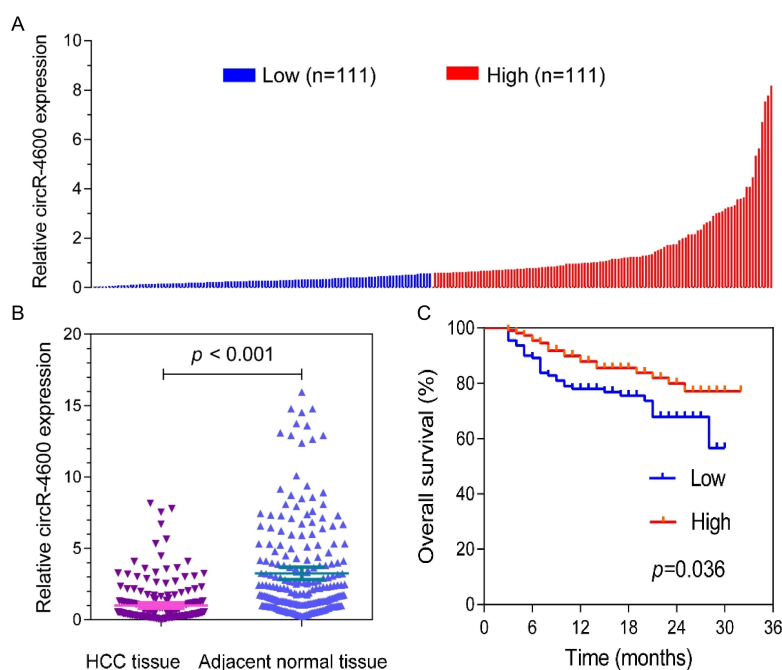 A
Relative circR-4600 expression
10
8
6
4
2
0
Low (n=111)
High (n=111)
B
Relative circR-4600 expression
20
15
10
5
0
p < 0.001
HCC tissue
Adjacent normal tissue
C
Overall survival (%)
100
80
60
40
20
0
Low
High
p=0.036
0 6 12 18 24 30 36
Time (months)